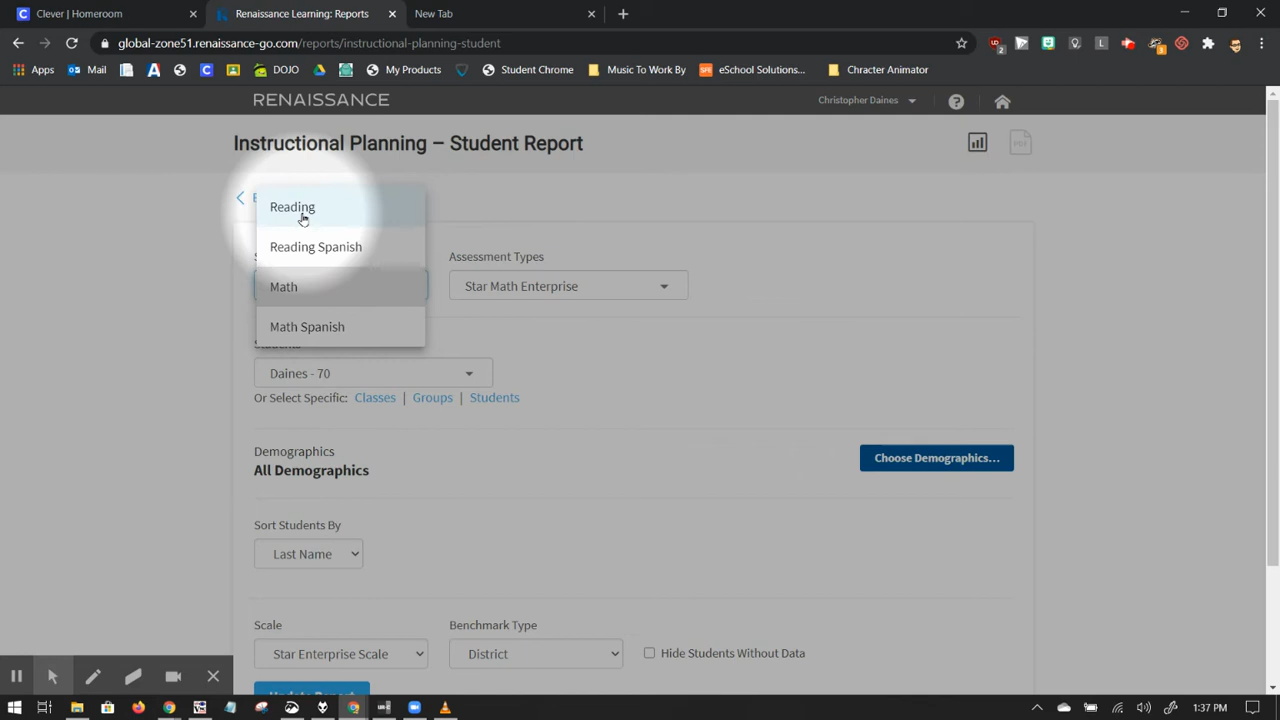 Clever | Homeroom
Renaissance Learning: Reports
New Tab
global-zone51.renaissance-go.com/reports/instructional-planning-student
Apps
Mail
DOJO
My Products
Student Chrome
Music To Work By
eSchool Solutions...
Chracter Animator
RENAISSANCE
Christopher Daines
Instructional Planning – Student Report
PDF
Reading
Reading Spanish
Math
Math Spanish
Assessment Types
Star Math Enterprise
Students
Daines - 70
Or Select Specific: Classes | Groups | Students
Demographics
All Demographics
Choose Demographics...
Sort Students By
Last Name
Scale
Star Enterprise Scale
Benchmark Type
District
Hide Students Without Data
Update Report
1:37 PM